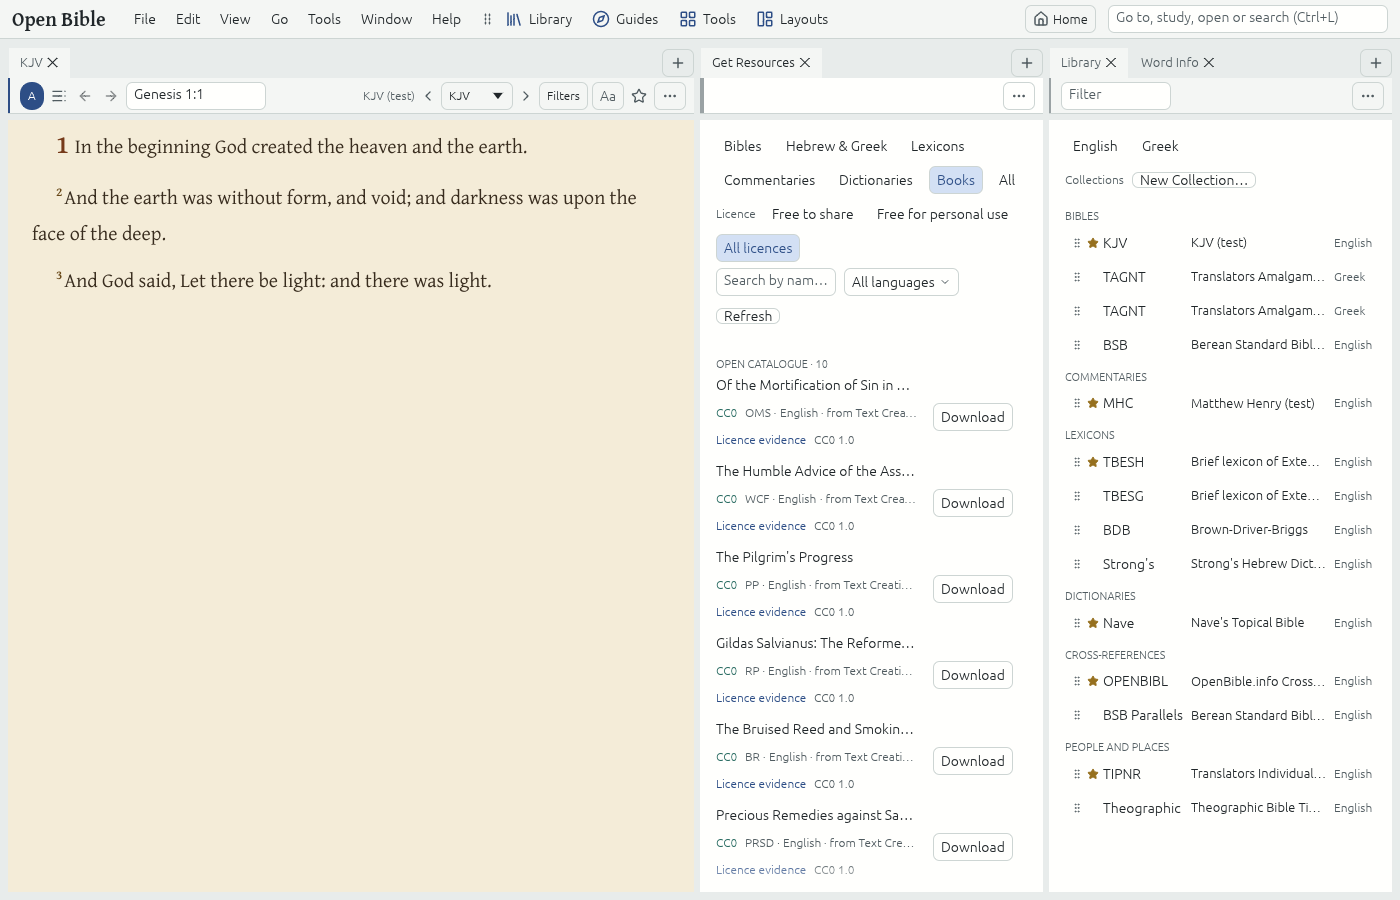 Open Bible File Edit View Go Tools Window Help Library Guides Tools Layouts Home Go to, study, open or search (Ctrl+L)
KJV
A Genesis 1:1 KJV (test) KJV Filters Aa ...
1 In the beginning God created the heaven and the earth.
2 And the earth was without form, and void; and darkness was upon the
face of the deep.
3 And God said, Let there be light: and there was light.
Get Resources
...
Bibles Hebrew & Greek Lexicons
Commentaries Dictionaries Books All
Licence Free to share Free for personal use
All licences
Search by nam... All languages
Refresh
OPEN CATALOGUE · 10
Of the Mortification of Sin in ...
CC0 OMS · English · from Text Crea... Download
Licence evidence CC0 1.0
The Humble Advice of the Ass...
CC0 WCF · English · from Text Crea... Download
Licence evidence CC0 1.0
The Pilgrim's Progress
CC0 PP · English · from Text Creati... Download
Licence evidence CC0 1.0
Gildas Salvianus: The Reforme...
CC0 RP · English · from Text Creati... Download
Licence evidence CC0 1.0
The Bruised Reed and Smokin...
CC0 BR · English · from Text Creati... Download
Licence evidence CC0 1.0
Precious Remedies against Sa...
CC0 PRSD · English · from Text Cre... Download
Licence evidence CC0 1.0
Library Word Info
Filter ...
English Greek
Collections New Collection...
BIBLES
KJV KJV (test) English
TAGNT Translators Amalgam... Greek
TAGNT Translators Amalgam... Greek
BSB Berean Standard Bibl... English
COMMENTARIES
MHC Matthew Henry (test) English
LEXICONS
TBESH Brief lexicon of Exte... English
TBESG Brief lexicon of Exte... English
BDB Brown-Driver-Briggs English
Strong's Strong's Hebrew Dict... English
DICTIONARIES
Nave Nave's Topical Bible English
CROSS-REFERENCES
OPENBIBL OpenBible.info Cross... English
BSB Parallels Berean Standard Bibl... English
PEOPLE AND PLACES
TIPNR Translators Individual... English
Theographic Theographic Bible Ti... English